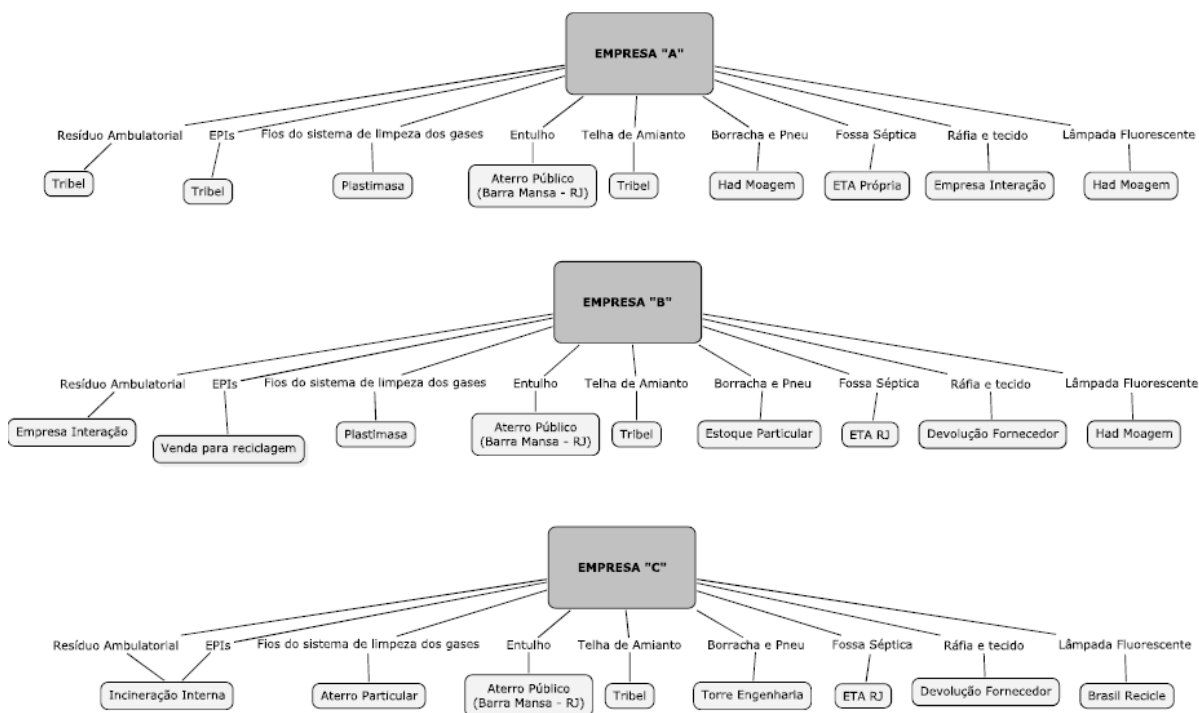 EMPRESA "A"
Resíduo Ambulatorial
EPIs
Fios do sistema de limpeza dos gases
Entulho
Telha de Amianto
Borracha e Pneu
Fossa Séptica
Ráfia e tecido
Lâmpada Fluorescente
Tribel
Tribel
Plastimasa
Aterro Público
(Barra Mansa - RJ)
Tribel
Had Moagem
ETA Própria
Empresa Interação
Had Moagem
EMPRESA "B"
Resíduo Ambulatorial
EPIs
Fios do sistema de limpeza dos gases
Entulho
Telha de Amianto
Borracha e Pneu
Fossa Séptica
Ráfia e tecido
Lâmpada Fluorescente
Empresa Interação
Venda para reciclagem
Plastimasa
Aterro Público
(Barra Mansa - RJ)
Tribel
Estoque Particular
ETA RJ
Devolução Fornecedor
Had Moagem
EMPRESA "C"
Resíduo Ambulatorial
EPIs
Fios do sistema de limpeza dos gases
Entulho
Telha de Amianto
Borracha e Pneu
Fossa Séptica
Ráfia e tecido
Lâmpada Fluorescente
Incineração Interna
Aterro Particular
Aterro Público
(Barra Mansa - RJ)
Tribel
Torre Engenharia
ETA RJ
Devolução Fornecedor
Brasil Recicle